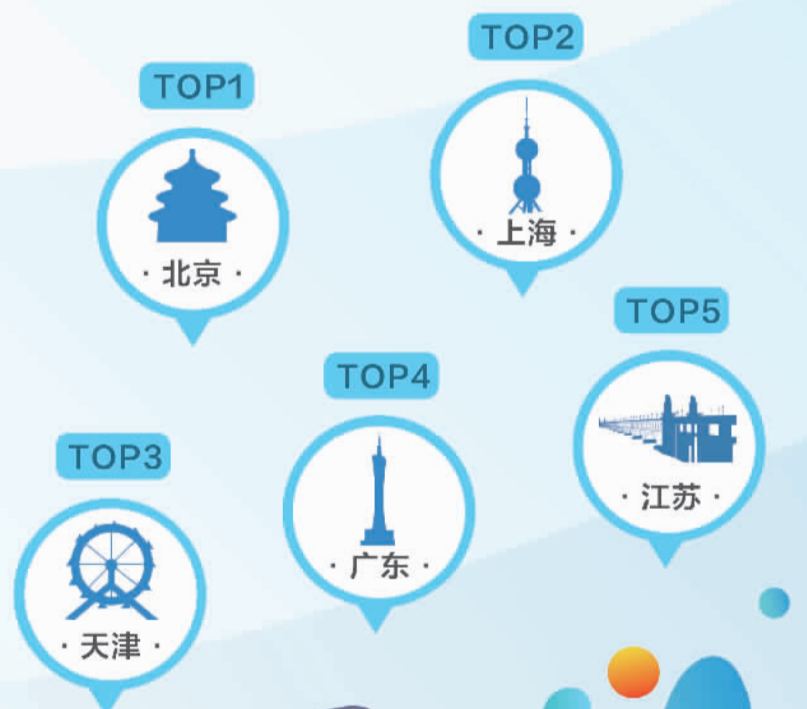 TOP1
· 北京 ·
TOP2
· 上海 ·
TOP3
· 天津 ·
TOP4
· 广东 ·
TOP5
· 江苏 ·